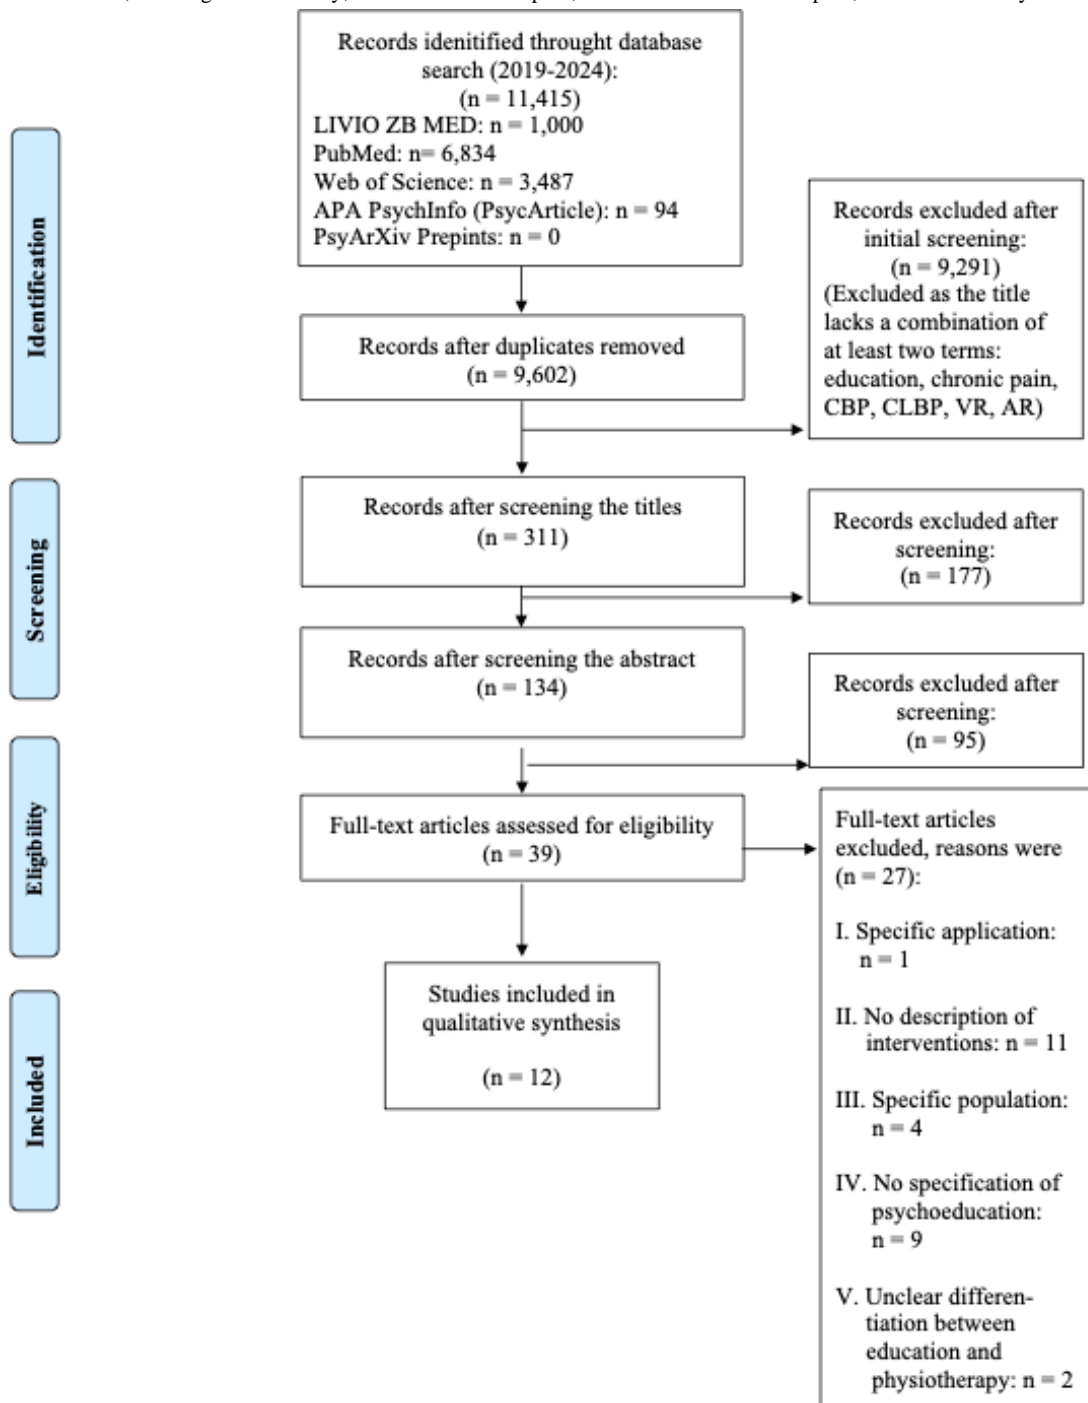 Records idenitified throught database
search (2019-2024):
(n = 11,415)
LIVIO ZB MED: n = 1,000
PubMed: n= 6,834
Web of Science: n = 3,487
APA PsychInfo (PsycArticle): n = 94
PsyArXiv Prepints: n = 0
Identification
Records after duplicates removed
(n = 9,602)
Records excluded after
initial screening:
(n = 9,291)
(Excluded as the title
lacks a combination of
at least two terms:
education, chronic pain,
CBP, CLBP, VR, AR)
Screening
Records after screening the titles
(n = 311)
Records excluded after
screening:
(n = 177)
Records after screening the abstract
(n = 134)
Records excluded after
screening:
(n = 95)
Eligibility
Full-text articles assessed for eligibility
(n = 39)
Full-text articles
excluded, reasons were
(n = 27):
I. Specific application:
n = 1
II. No description of
interventions: n = 11
III. Specific population:
n = 4
IV. No specification of
psychoeducation:
n = 9
V. Unclear differen-
tiation between
education and
physiotherapy: n = 2
Included
Studies included in
qualitative synthesis
(n = 12)